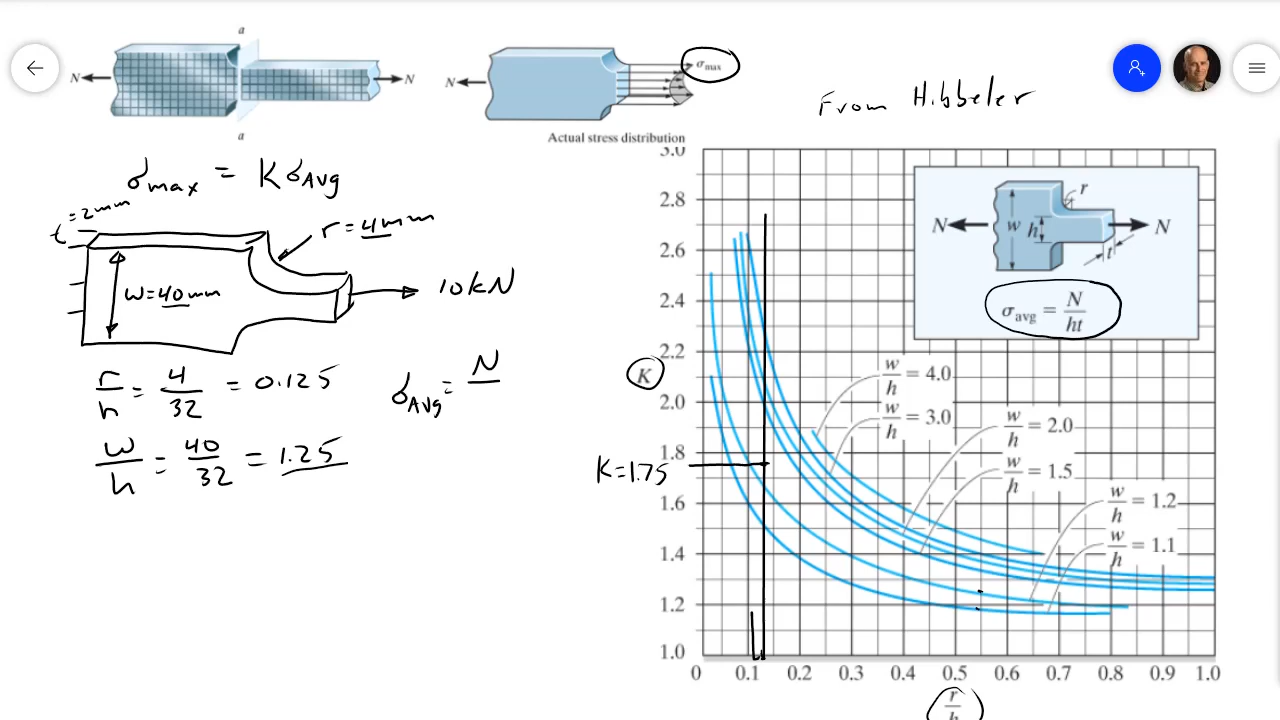 a
N
N
a
N
σmax
Actual stress distribution
From Hibbeler
σmax = K σAvg
t = 2mm
r = 4mm
w = 40mm
10kN
r/h = 4/32 = 0.125
w/h = 40/32 = 1.25
σAvg = N
K = 1.75
K
3.0
2.8
2.6
2.4
2.2
2.0
1.8
1.6
1.4
1.2
1.0
0 0.1 0.2 0.3 0.4 0.5 0.6 0.7 0.8 0.9 1.0
r/h
N w h r t N
σavg = N/ht
w/h = 4.0
w/h = 3.0
w/h = 2.0
w/h = 1.5
w/h = 1.2
w/h = 1.1